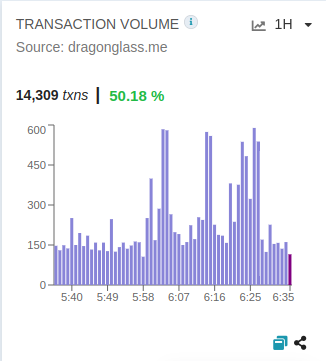 TRANSACTION VOLUME i 1H
Source: dragonglass.me
14,309 txns | 50.18 %
600
450
300
150
0
5:40 5:49 5:58 6:07 6:16 6:25 6:35